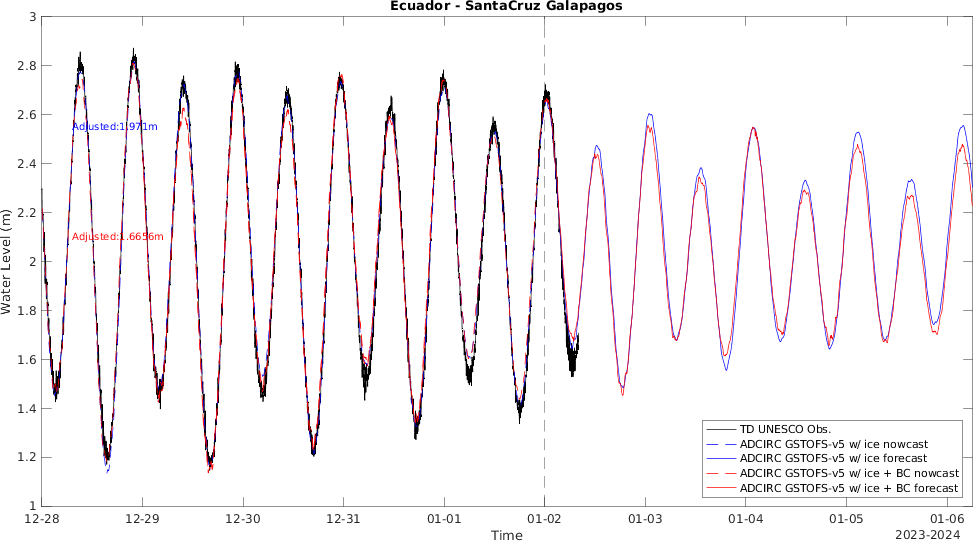 Ecuador - SantaCruz Galapagos
3
2.8
2.6
2.4
2.2
2
1.8
1.6
1.4
1.2
1
Water Level (m)
Adjusted:1.971m
Adjusted:1.6656m
TD UNESCO Obs.
ADCIRC GSTOFS-v5 w/ ice nowcast
ADCIRC GSTOFS-v5 w/ ice forecast
ADCIRC GSTOFS-v5 w/ ice + BC nowcast
ADCIRC GSTOFS-v5 w/ ice + BC forecast
12-28 12-29 12-30 12-31 01-01 01-02 01-03 01-04 01-05 01-06
Time
2023-2024